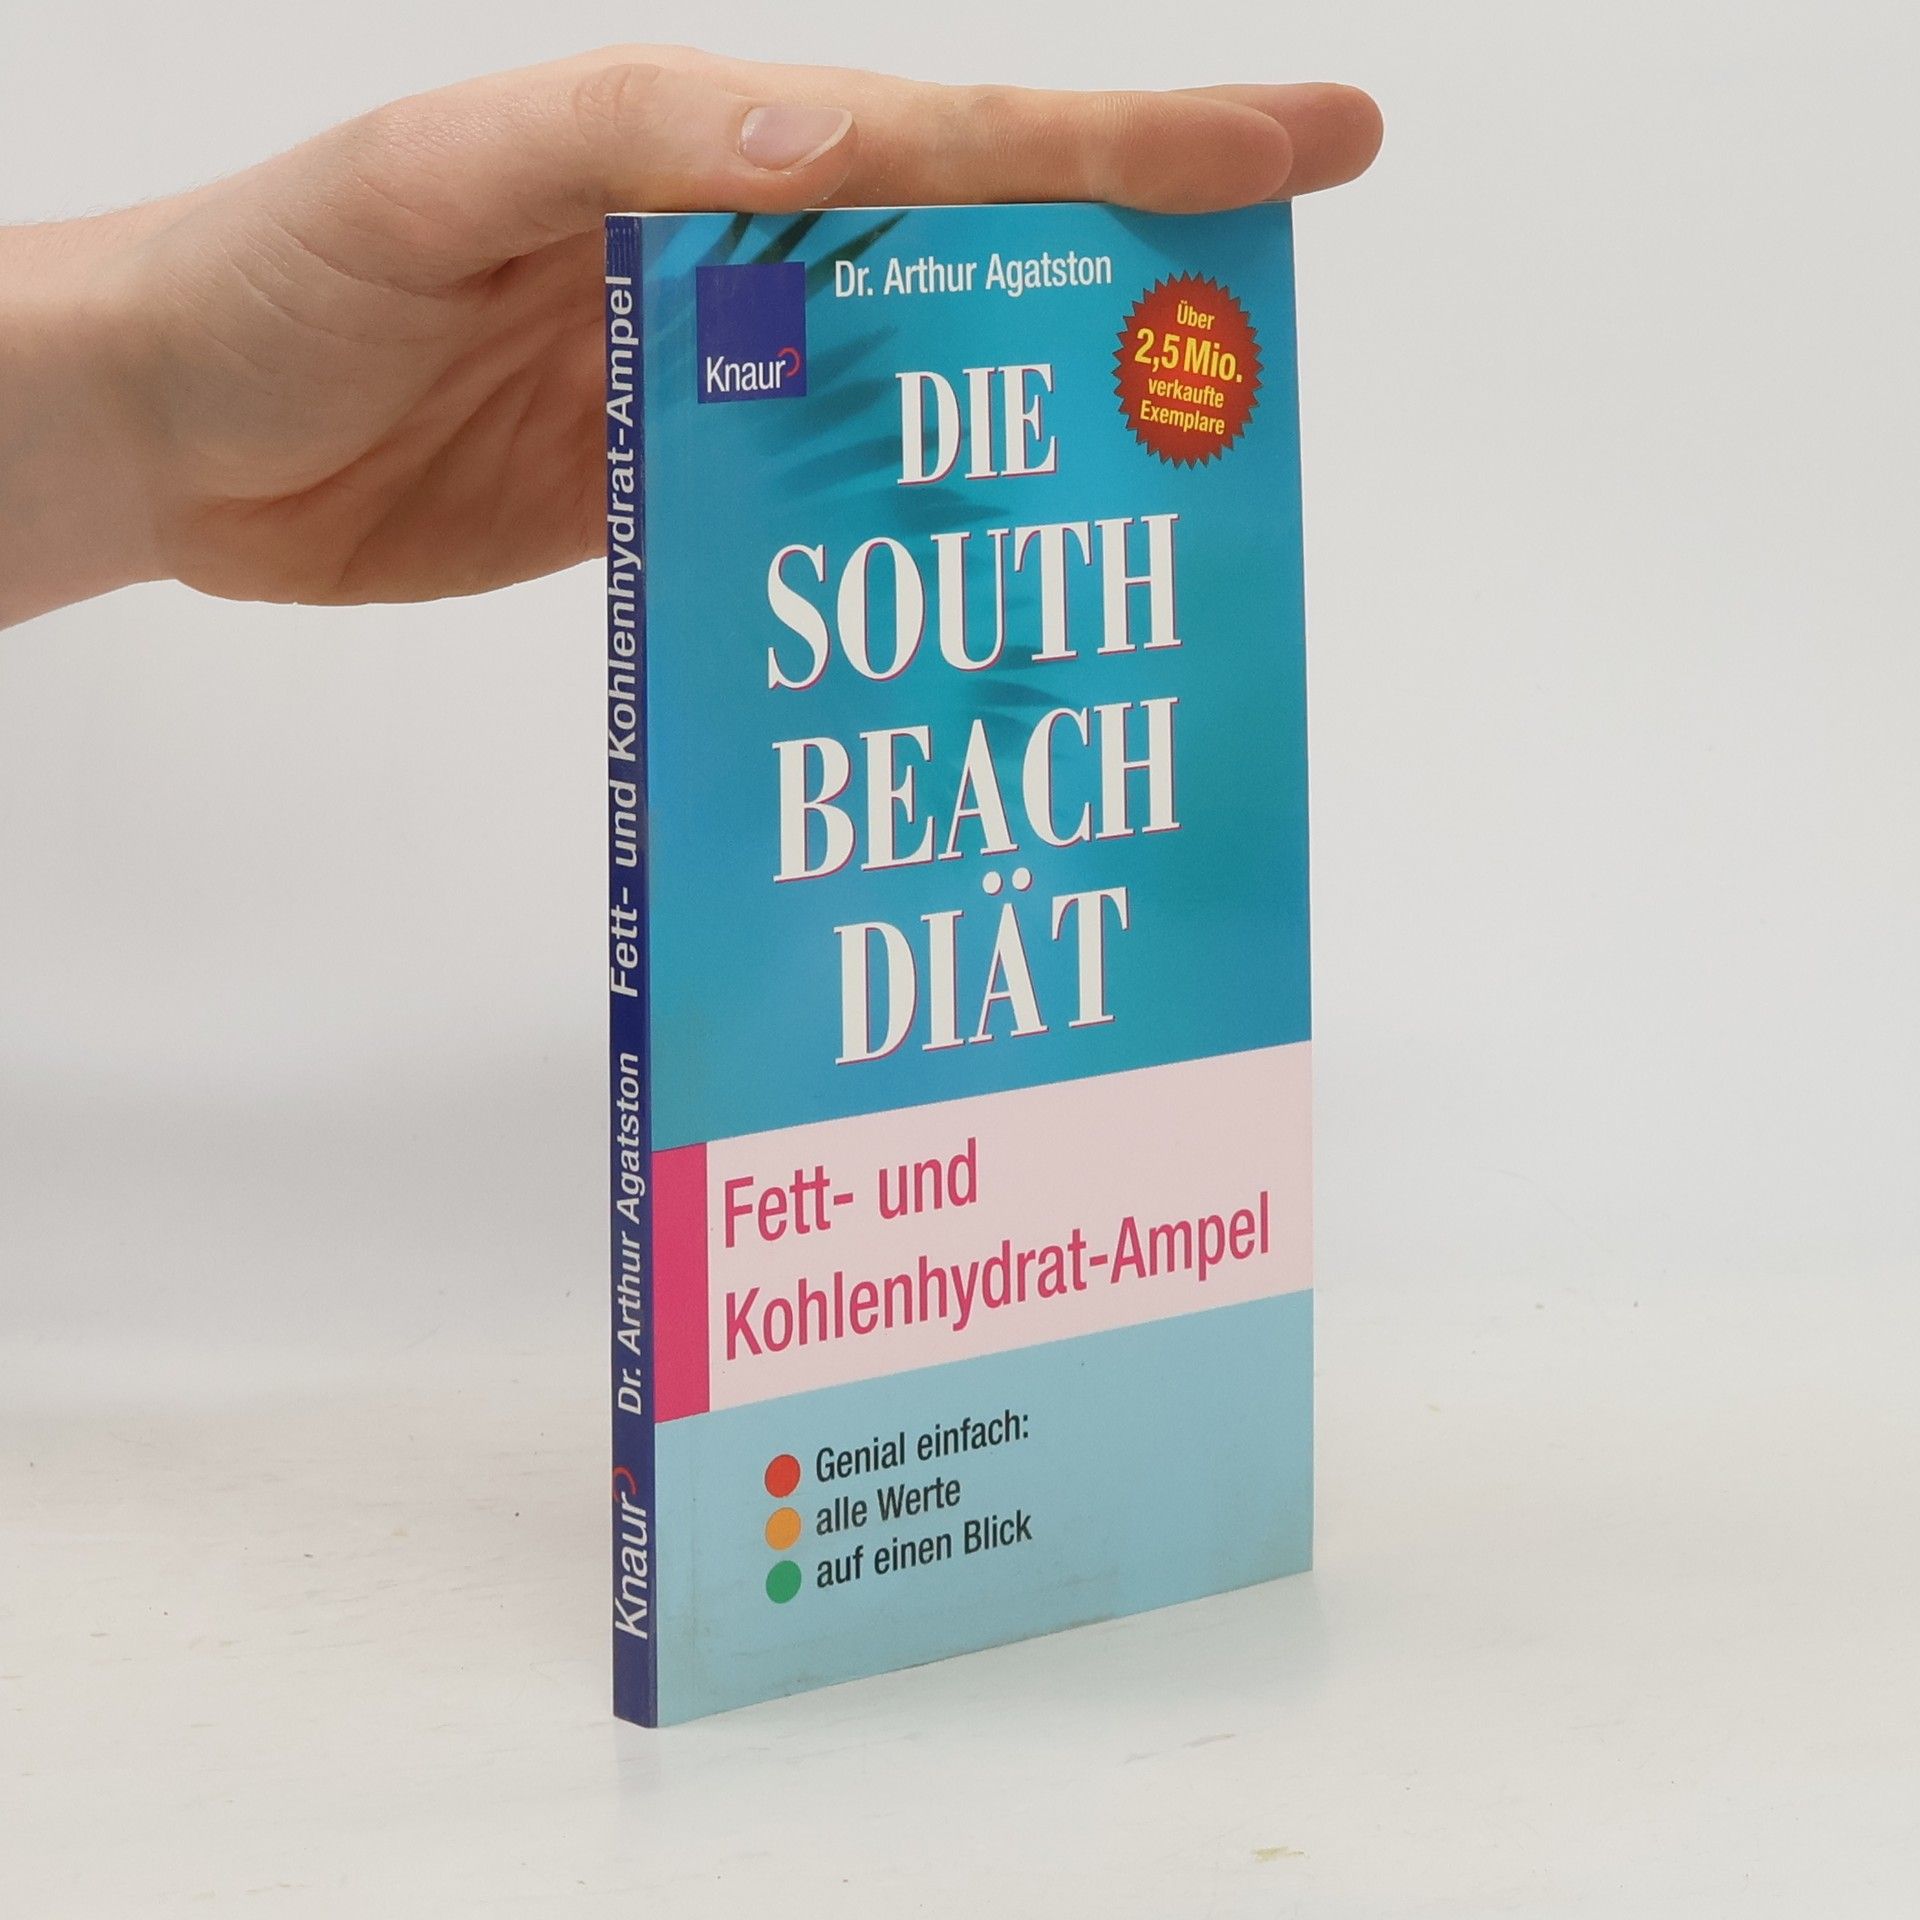 Dr. Arthur Agatston
Knaur
Über
2,5 Mio.
verkaufte
Exemplare
DIE
SOUTH
BEACH
DIÄT
Fett- und
Kohlenhydrat-Ampel
Genial einfach:
alle Werte
auf einen Blick
Knaur Dr. Arthur Agatston Fett- und Kohlenhydrat-Ampel